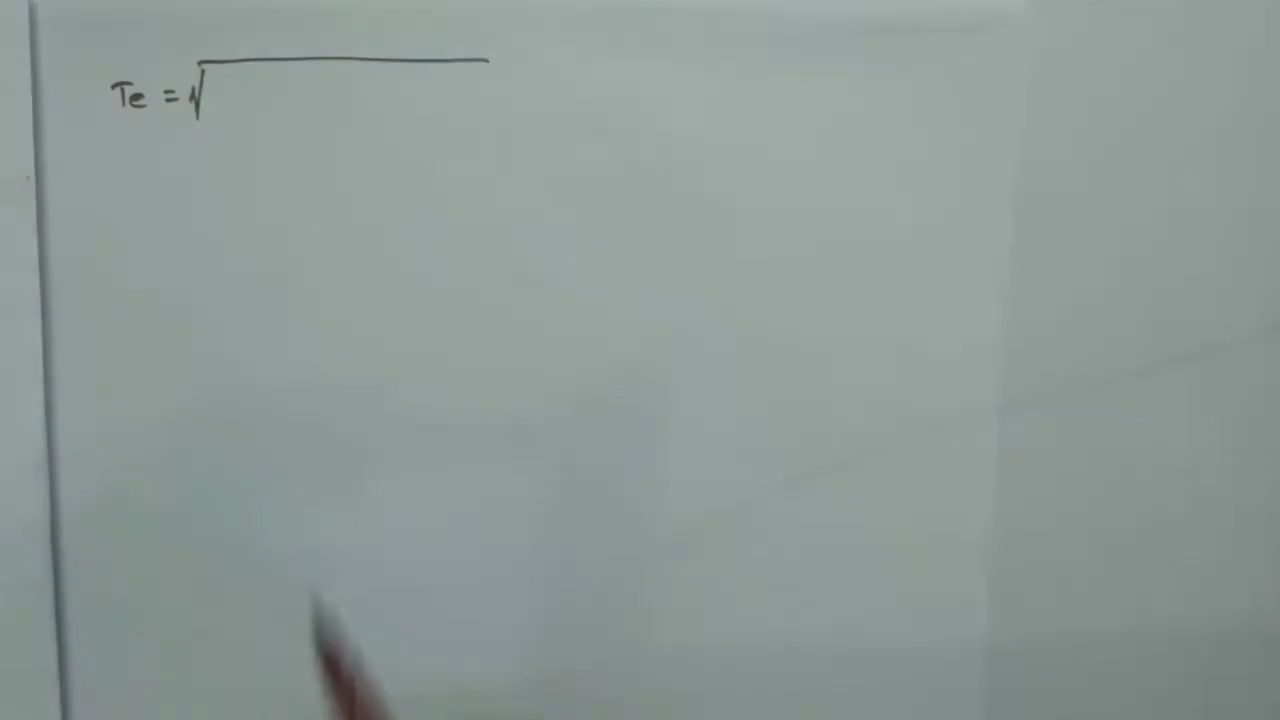 Te = √